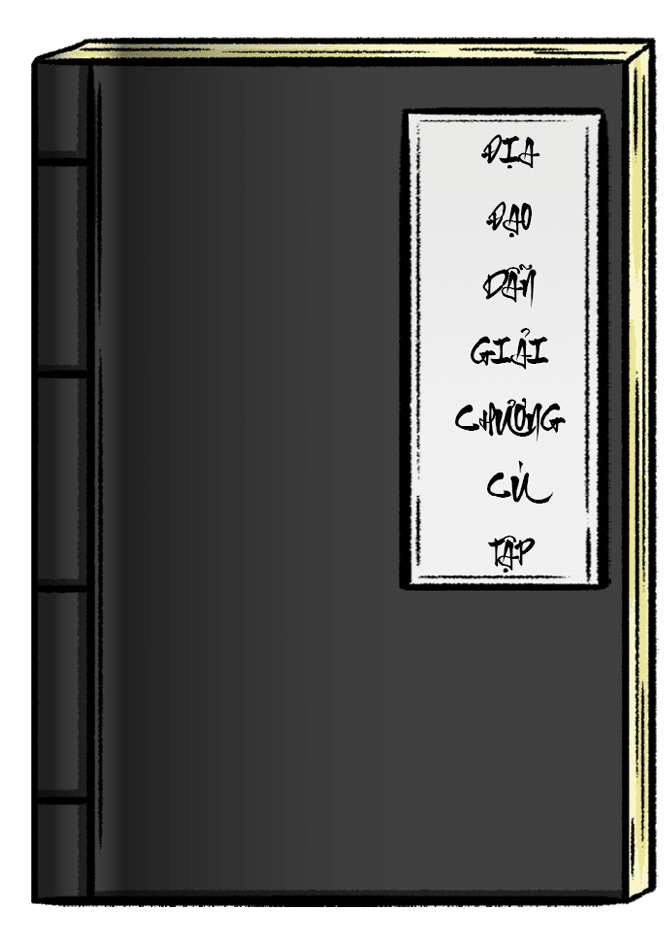 ĐỊA
ĐẠO
DẪN
GIẢI
CHƯƠNG
CÚ
TẬP